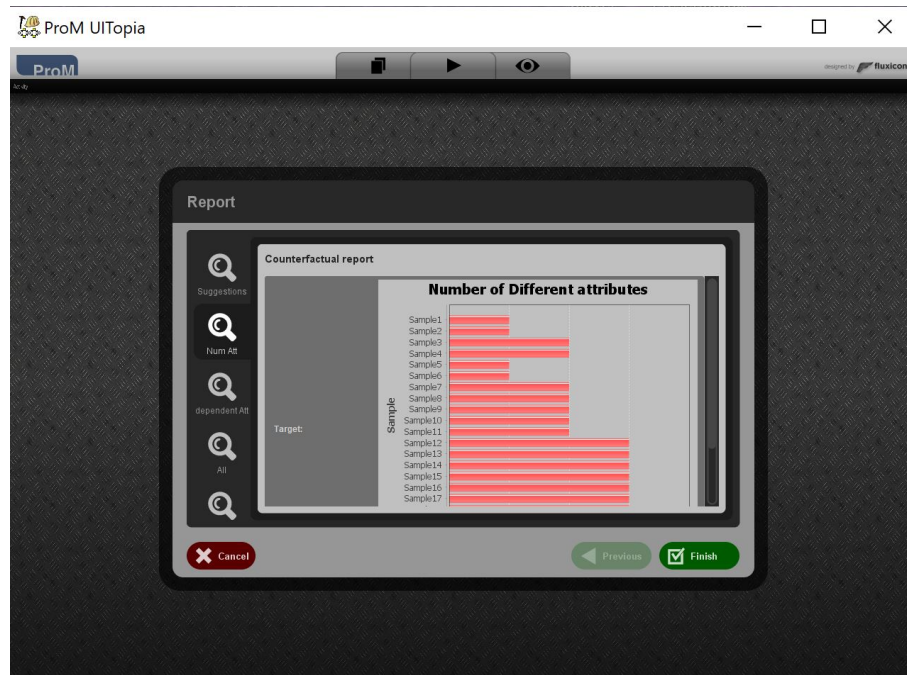 ProM UITopia
ProM
designed by fluxicon
Activity
Report
Suggestions
Num Att
dependent Att
All
Counterfactual report
Target:
Number of Different attributes
Sample
Sample1
Sample2
Sample3
Sample4
Sample5
Sample6
Sample7
Sample8
Sample9
Sample10
Sample11
Sample12
Sample13
Sample14
Sample15
Sample16
Sample17
Cancel
Previous
Finish